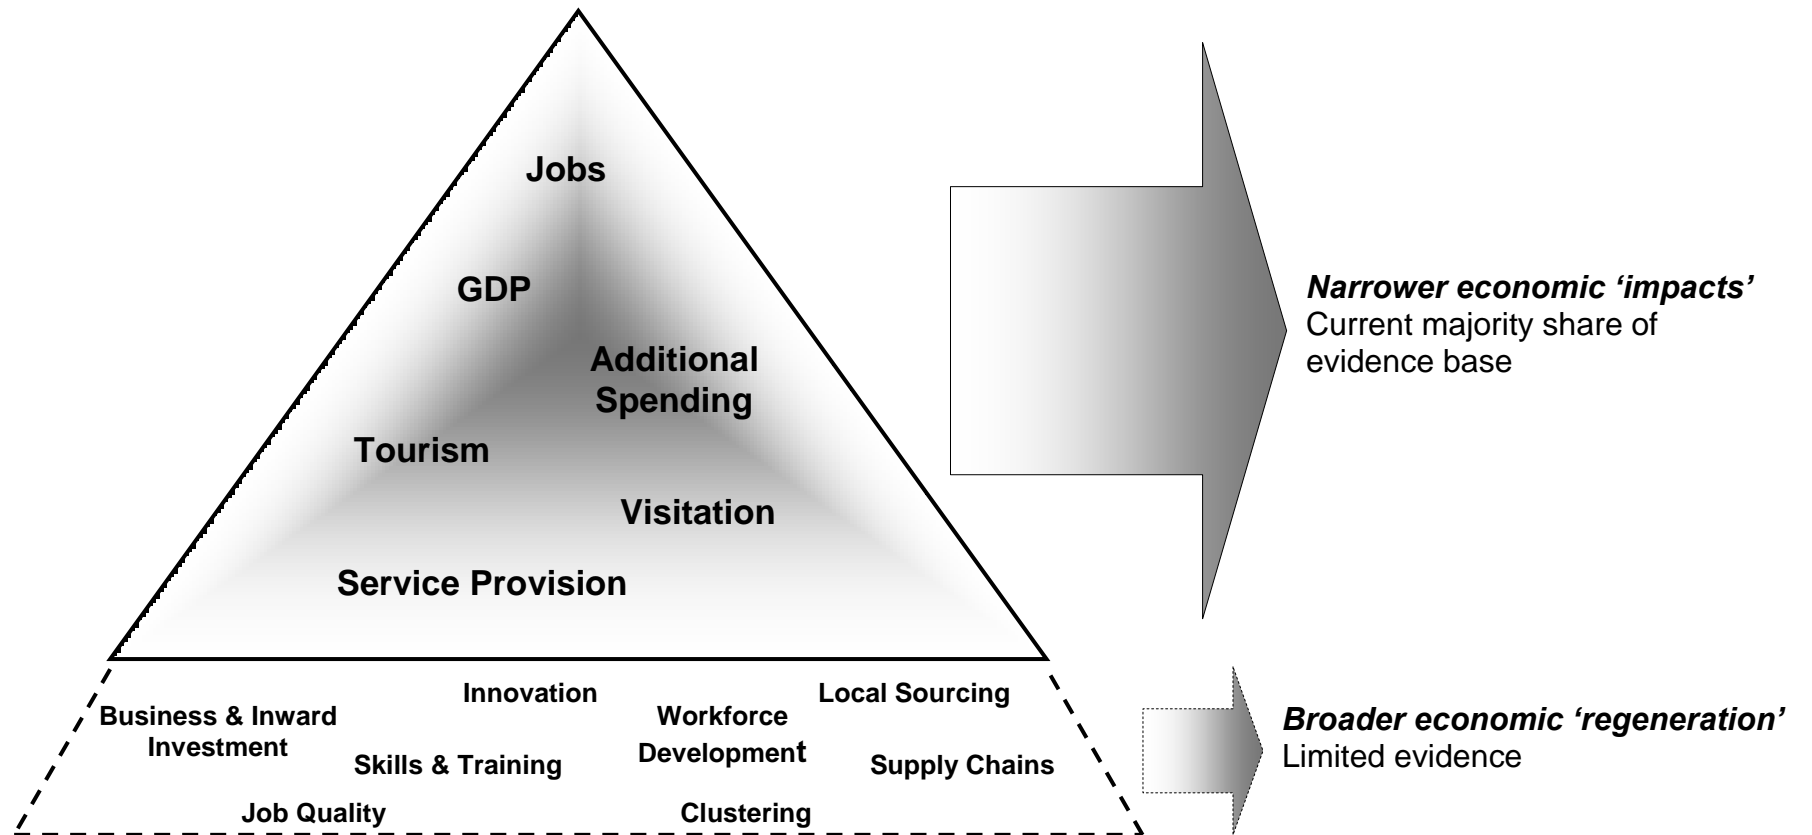 Jobs
GDP
Additional
Spending
Tourism
Visitation
Service Provision
Narrower economic ‘impacts’
Current majority share of
evidence base
Innovation
Local Sourcing
Business & Inward
Investment
Workforce
Development
Skills & Training
Supply Chains
Job Quality
Clustering
Broader economic ‘regeneration’
Limited evidence